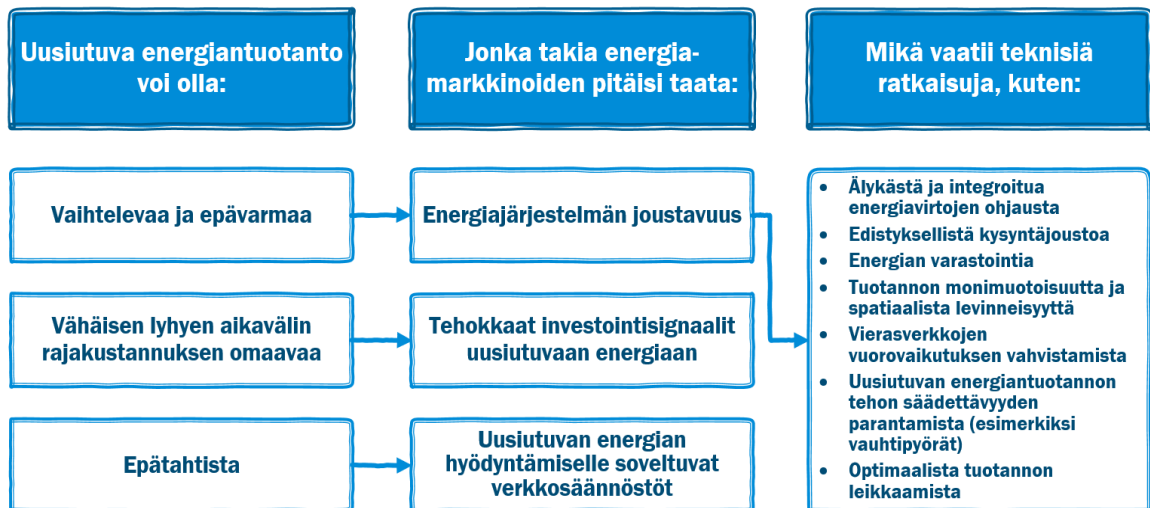 Uusiutuva energiantuotanto
voi olla:
Jonka takia energia-
markkinoiden pitäisi taata:
Mikä vaatii teknisiä
ratkaisuja, kuten:
Vaihtelevaa ja epävarmaa
Energiajärjestelmän joustavuus
Vähäisen lyhyen aikavälin
rajakustannuksen omaavaa
Tehokkaat investointisignaalit
uusiutuvaan energiaan
Epätahtista
Uusiutuvan energian
hyödyntämiselle soveltuvat
verkkosäännöstöt
• Älykästä ja integroitua
energiavirtojen ohjausta
• Edistyksellistä kysyntäjoustoa
• Energian varastointia
• Tuotannon monimuotoisuutta ja
spatiaalista levinneisyyttä
• Vierasverkkojen
vuorovaikutuksen vahvistamista
• Uusiutuvan energiantuotannon
tehon säädettävyyden
parantamista (esimerkiksi
vauhtipyörät)
• Optimaalista tuotannon
leikkaamista